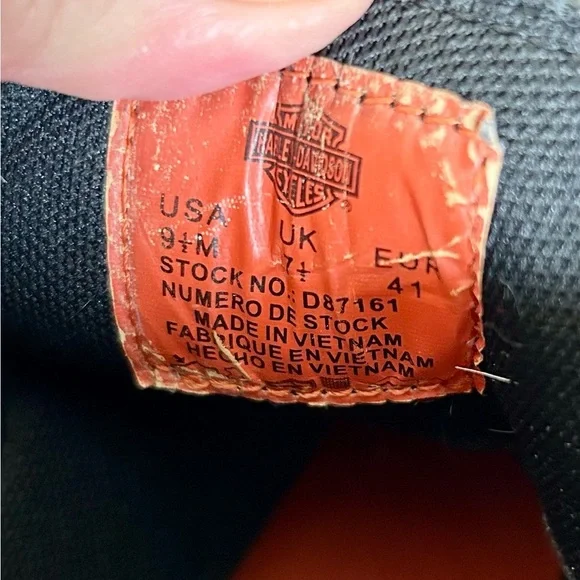 MOTOR
HARLEY-DAVIDSON
CYCLES
®
USA UK EUR
9½M 7½ 41
STOCK NO.: D87161
NUMERO DE STOCK
MADE IN VIETNAM
FABRIQUE EN VIETNAM
HECHO EN VIETNAM